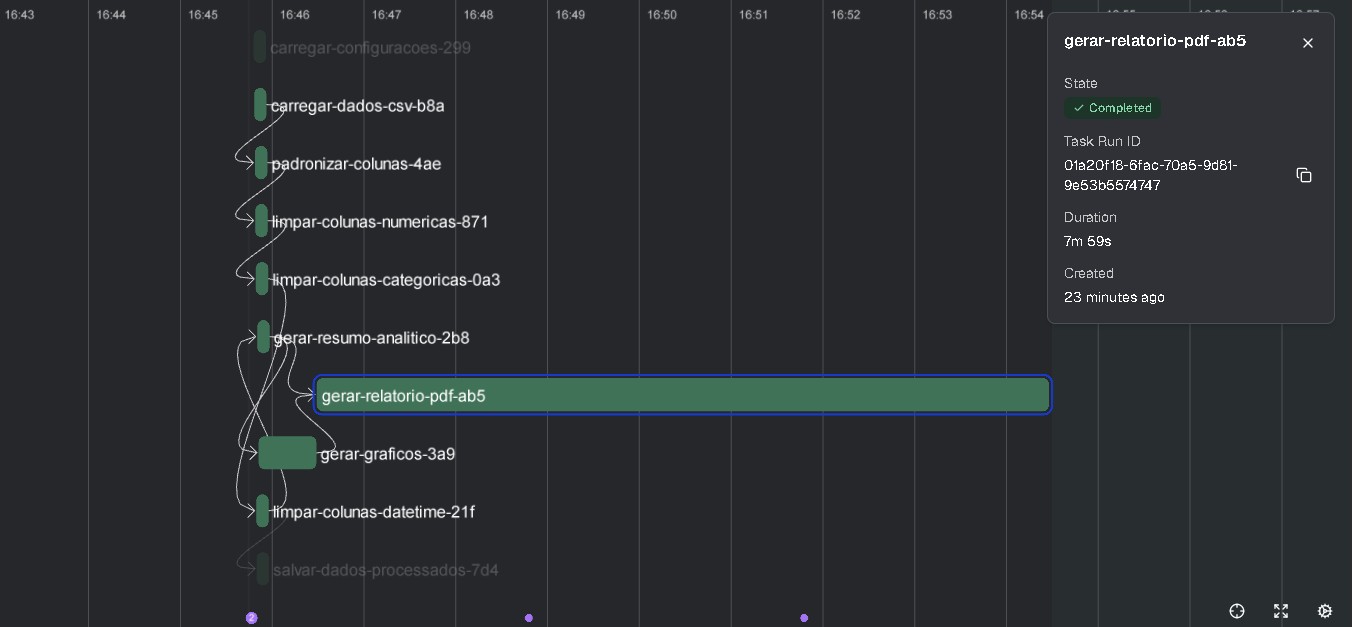 16:43 16:44 16:45 16:46 16:47 16:48 16:49 16:50 16:51 16:52 16:53 16:54
carregar-configuracoes-299
carregar-dados-csv-b8a
padronizar-colunas-4ae
limpar-colunas-numericas-871
limpar-colunas-categoricas-0a3
gerar-resumo-analitico-2b8
gerar-relatorio-pdf-ab5
gerar-graficos-3a9
limpar-colunas-datetime-21f
salvar-dados-processados-7d4
2
gerar-relatorio-pdf-ab5
State
Completed
Task Run ID
01a20f18-6fac-70a5-9d81-
9e53b5574747
Duration
7m 59s
Created
23 minutes ago